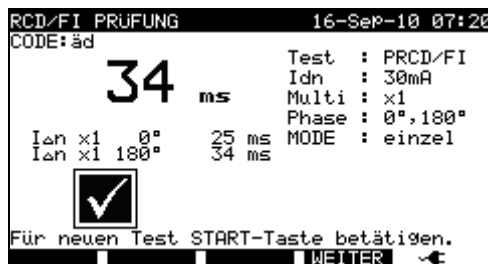 RCD/FI PRÜFUNG 16-Sep-10 07:20
CODE:äd
34 ms
Test : PRCD/FI
Idn : 30mA
Multi : x1
Phase : 0°,180°
MODE : einzel
I△n x1 0° 25 ms
I△n x1 180° 34 ms
Für neuen Test START-Taste betätigen.
WEITER